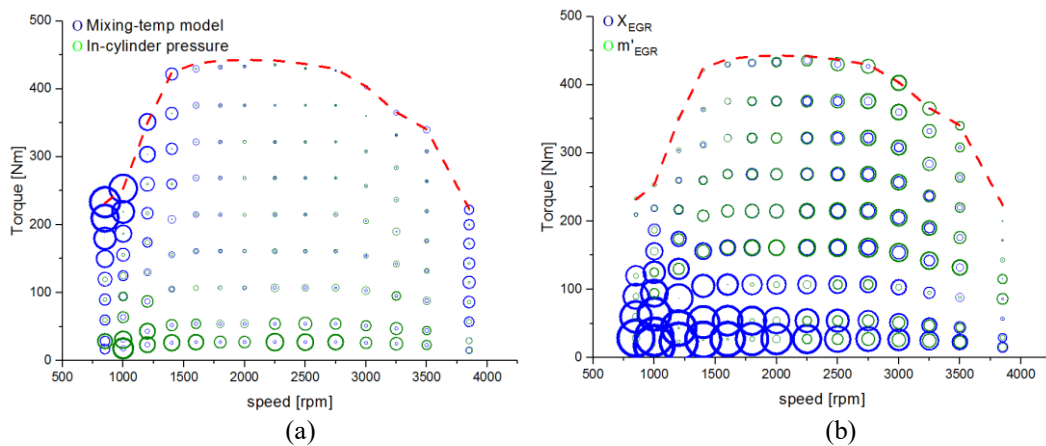 (a)
500
O Mixing-temp model
O In-cylinder pressure
400
300
200
100
0
Torque [Nm]
500 1000 1500 2000 2500 3000 3500 4000
speed [rpm]
(a)
(b)
500
O X_EGR
O m'_EGR
400
300
200
100
0
Torque [Nm]
500 1000 1500 2000 2500 3000 3500 4000
speed [rpm]
(b)